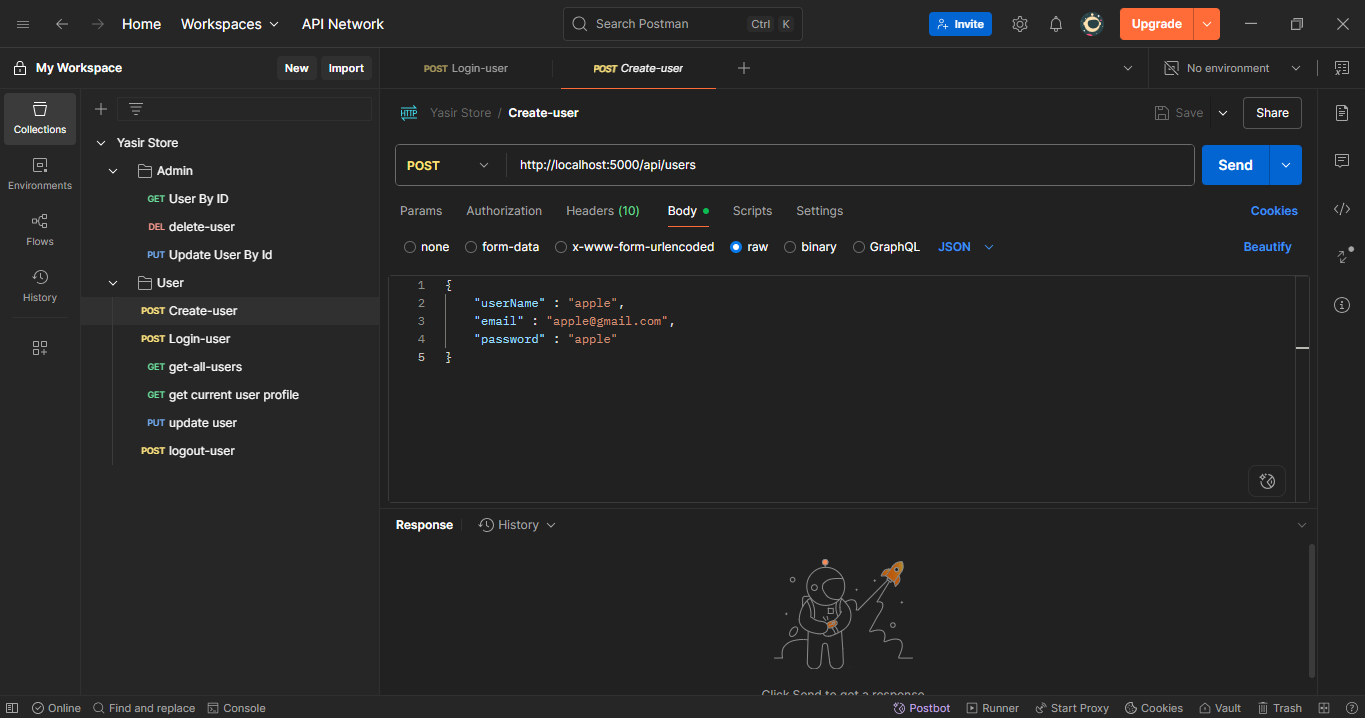 Home Workspaces API Network Search Postman Ctrl K Invite Upgrade
My Workspace New Import POST Login-user POST Create-user No environment
Collections
Environments
Flows
History
Yasir Store
Admin
GET User By ID
DEL delete-user
PUT Update User By Id
User
POST Create-user
POST Login-user
GET get-all-users
GET get current user profile
PUT update user
POST logout-user
HTTP Yasir Store / Create-user Save Share
POST http://localhost:5000/api/users Send
Params Authorization Headers (10) Body Scripts Settings Cookies
none form-data x-www-form-urlencoded raw binary GraphQL JSON Beautify
1 {
2 "userName" : "apple",
3 "email" : "apple@gmail.com",
4 "password" : "apple"
5 }
Response History
Click Send to get a response
Online Find and replace Console Postbot Runner Start Proxy Cookies Vault Trash